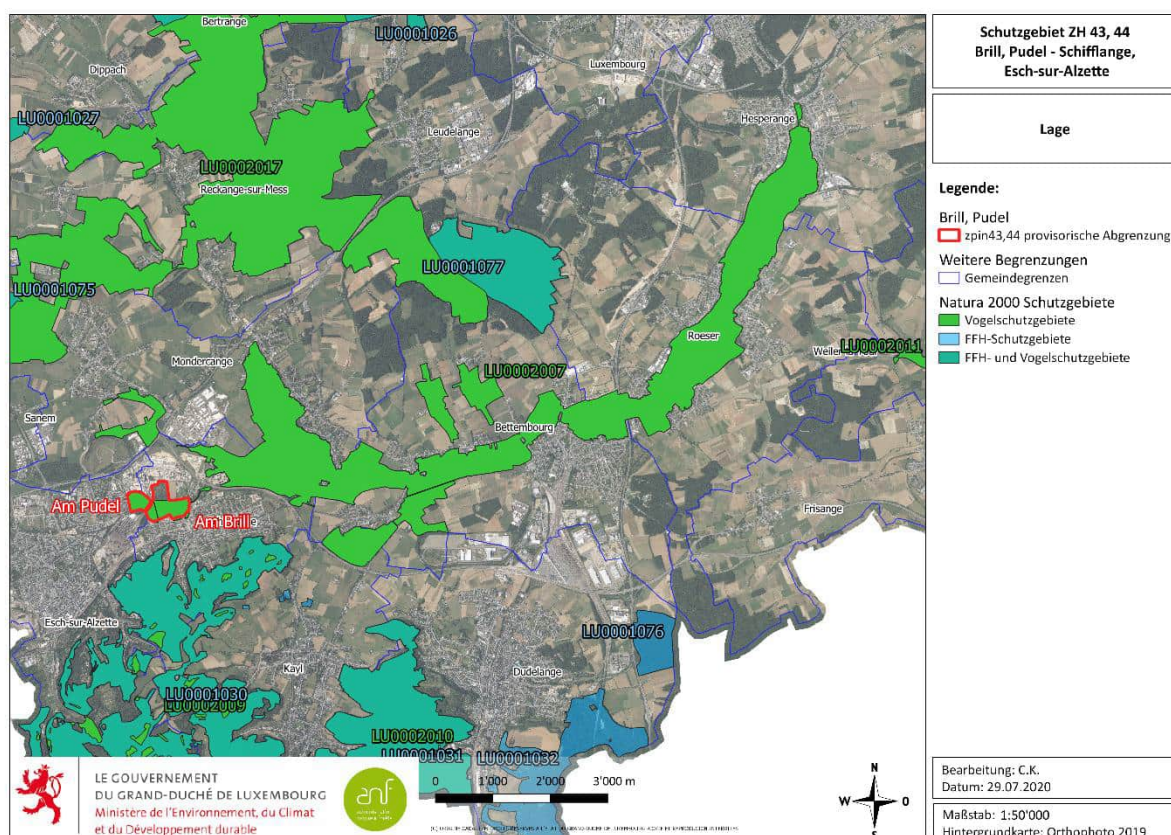 Schutzgebiet ZH 43, 44
Brill, Pudel - Schifflange,
Esch-sur-Alzette
Lage
Legende:
Brill, Pudel
zpin43,44 provisorische Abgrenzung
Weitere Begrenzungen
Gemeindegrenzen
Natura 2000 Schutzgebiete
Vogelschutzgebiete
FFH-Schutzgebiete
FFH- und Vogelschutzgebiete
Bertrange
LU0001026
Dippach
Luxembourg
LU0001027
Leudelange
Hesperange
LU0002017
Reckange-sur-Mess
LU0001077
LU0001075
Roeser
LU0002011
Mondercange
LU0002007
Sanem
Bettembourg
Am Pudel
Am Brill
Frisange
Esch-sur-Alzette
LU0001076
Kayl
Dudelange
LU0001030
LU0002009
LU0002010
LU0001031
LU0001032
LE GOUVERNEMENT
DU GRAND-DUCHÉ DE LUXEMBOURG
Ministère de l'Environnement, du Climat
et du Développement durable
anf
0 1'000 2'000 3'000 m
N
W O
S
Bearbeitung: C.K.
Datum: 29.07.2020
Maßstab: 1:50'000
Hintergrundkarte: Orthophoto 2019